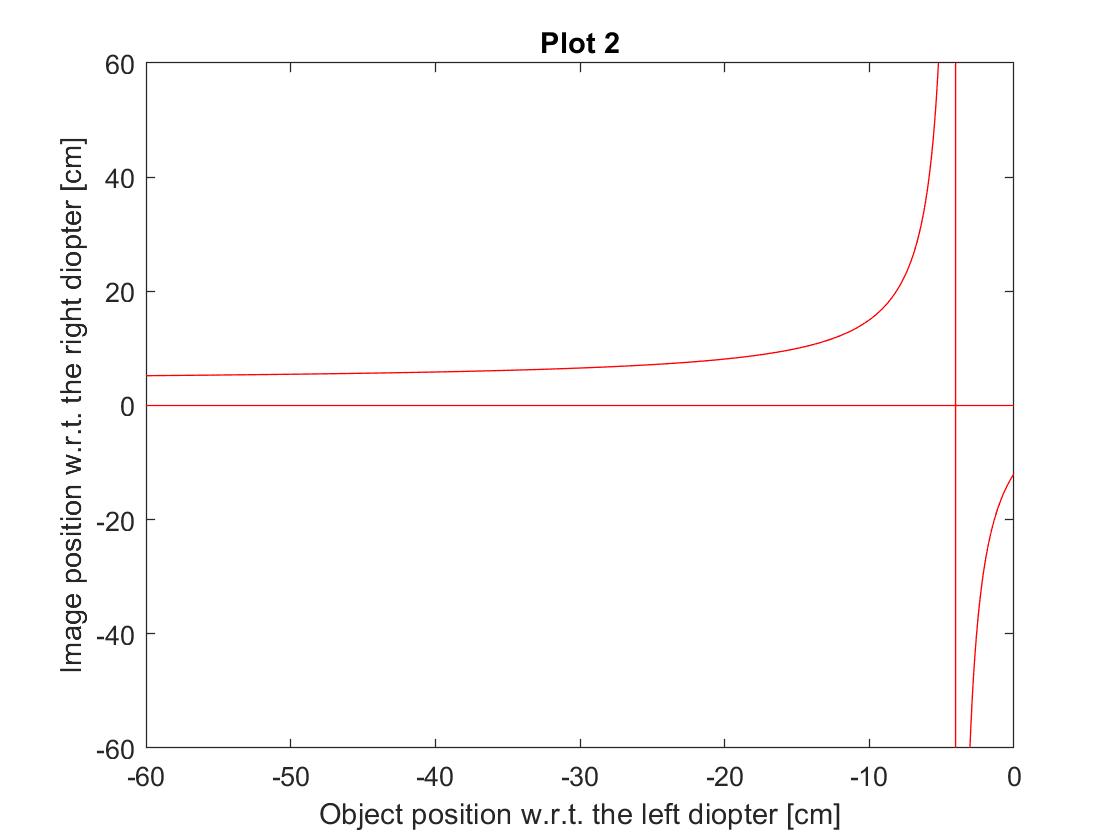 Plot 2
60
40
20
0
-20
-40
-60
-60 -50 -40 -30 -20 -10 0
Image position w.r.t. the right diopter [cm]
Object position w.r.t. the left diopter [cm]